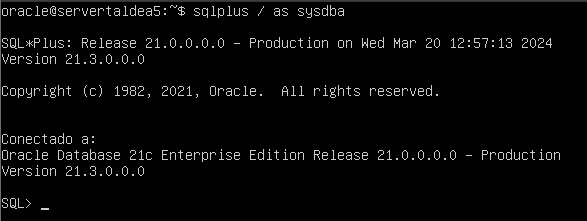 oracle@servertaldea5:~$ sqlplus / as sysdba
SQL*Plus: Release 21.0.0.0.0 - Production on Wed Mar 20 12:57:13 2024
Version 21.3.0.0.0
Copyright (c) 1982, 2021, Oracle.  All rights reserved.
Conectado a:
Oracle Database 21c Enterprise Edition Release 21.0.0.0.0 - Production
Version 21.3.0.0.0
SQL> _